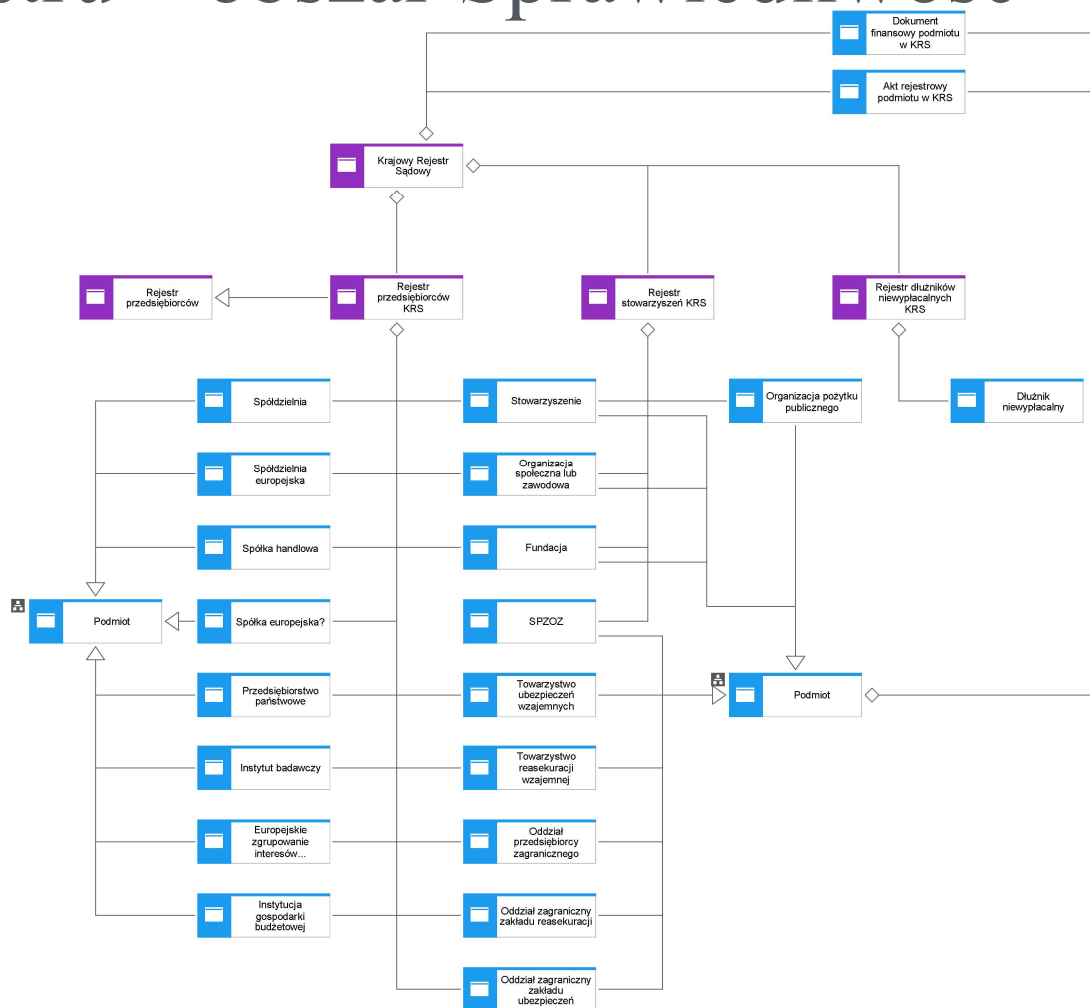 obszar Sprawiedliwość
Dokument
finansowy podmiotu
w KRS
Akt rejestrowy
podmiotu w KRS
Krajowy Rejestr
Sądowy
Rejestr
przedsiębiorców
Rejestr
przedsiębiorców
KRS
Rejestr
stowarzyszeń KRS
Rejestr dłużników
niewypłacalnych
KRS
Spółdzielnia
Stowarzyszenie
Organizacja pożytku
publicznego
Dłużnik
niewypłacalny
Spółdzielnia
europejska
Organizacja
społeczna lub
zawodowa
Spółka handlowa
Fundacja
Podmiot
Spółka europejska?
SPZOZ
Przedsiębiorstwo
państwowe
Towarzystwo
ubezpieczeń
wzajemnych
Podmiot
Instytut badawczy
Towarzystwo
reasekuracji
wzajemnej
Europejskie
zgrupowanie
interesów...
Oddział
przedsiębiorcy
zagranicznego
Instytucja
gospodarki
budżetowej
Oddział zagraniczny
zakładu reasekuracji
Oddział zagraniczny
zakładu
ubezpieczeń